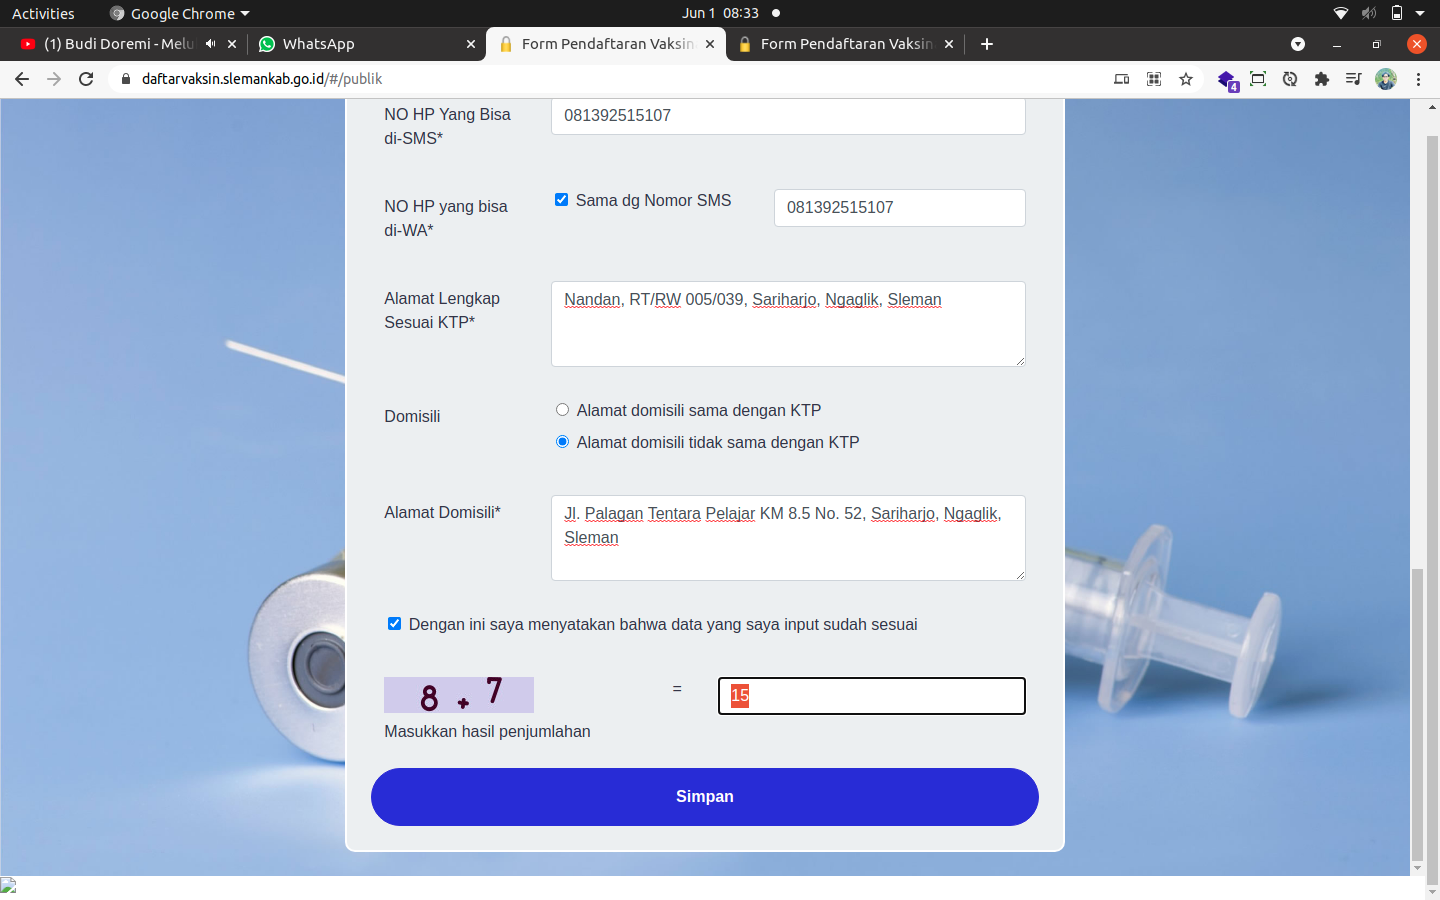 Activities
Google Chrome
Jun 1 08:33
(1) Budi Doremi - Melu
WhatsApp
Form Pendaftaran Vaksin
Form Pendaftaran Vaksin
daftarvaksin.slemankab.go.id/#/publik
4
NO HP Yang Bisa
di-SMS*
081392515107
NO HP yang bisa
di-WA*
Sama dg Nomor SMS
081392515107
Alamat Lengkap
Sesuai KTP*
Nandan, RT/RW 005/039, Sariharjo, Ngaglik, Sleman
Domisili
Alamat domisili sama dengan KTP
Alamat domisili tidak sama dengan KTP
Alamat Domisili*
Jl. Palagan Tentara Pelajar KM 8.5 No. 52, Sariharjo, Ngaglik,
Sleman
Dengan ini saya menyatakan bahwa data yang saya input sudah sesuai
8 + 7
=
15
Masukkan hasil penjumlahan
Simpan